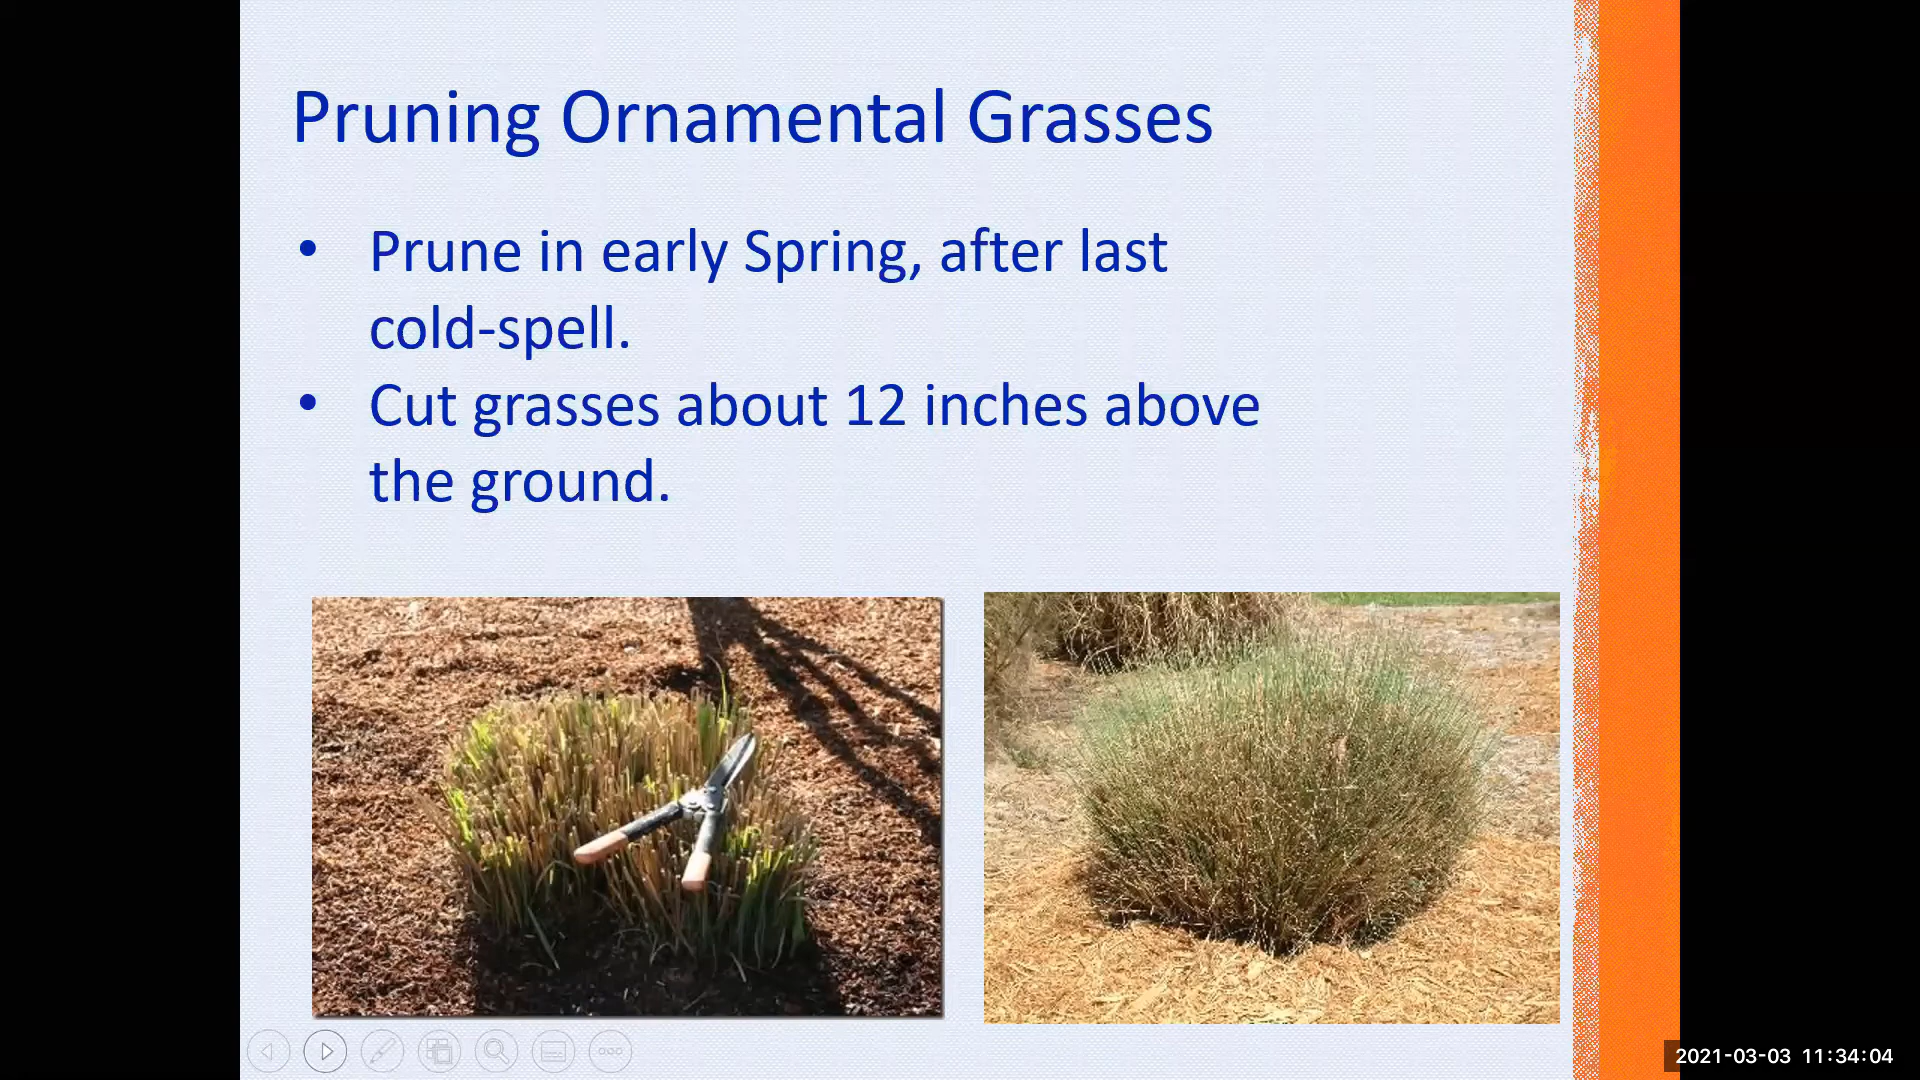 Pruning Ornamental Grasses
• Prune in early Spring, after last
cold-spell.
• Cut grasses about 12 inches above
the ground.
2021-03-03 11:34:04